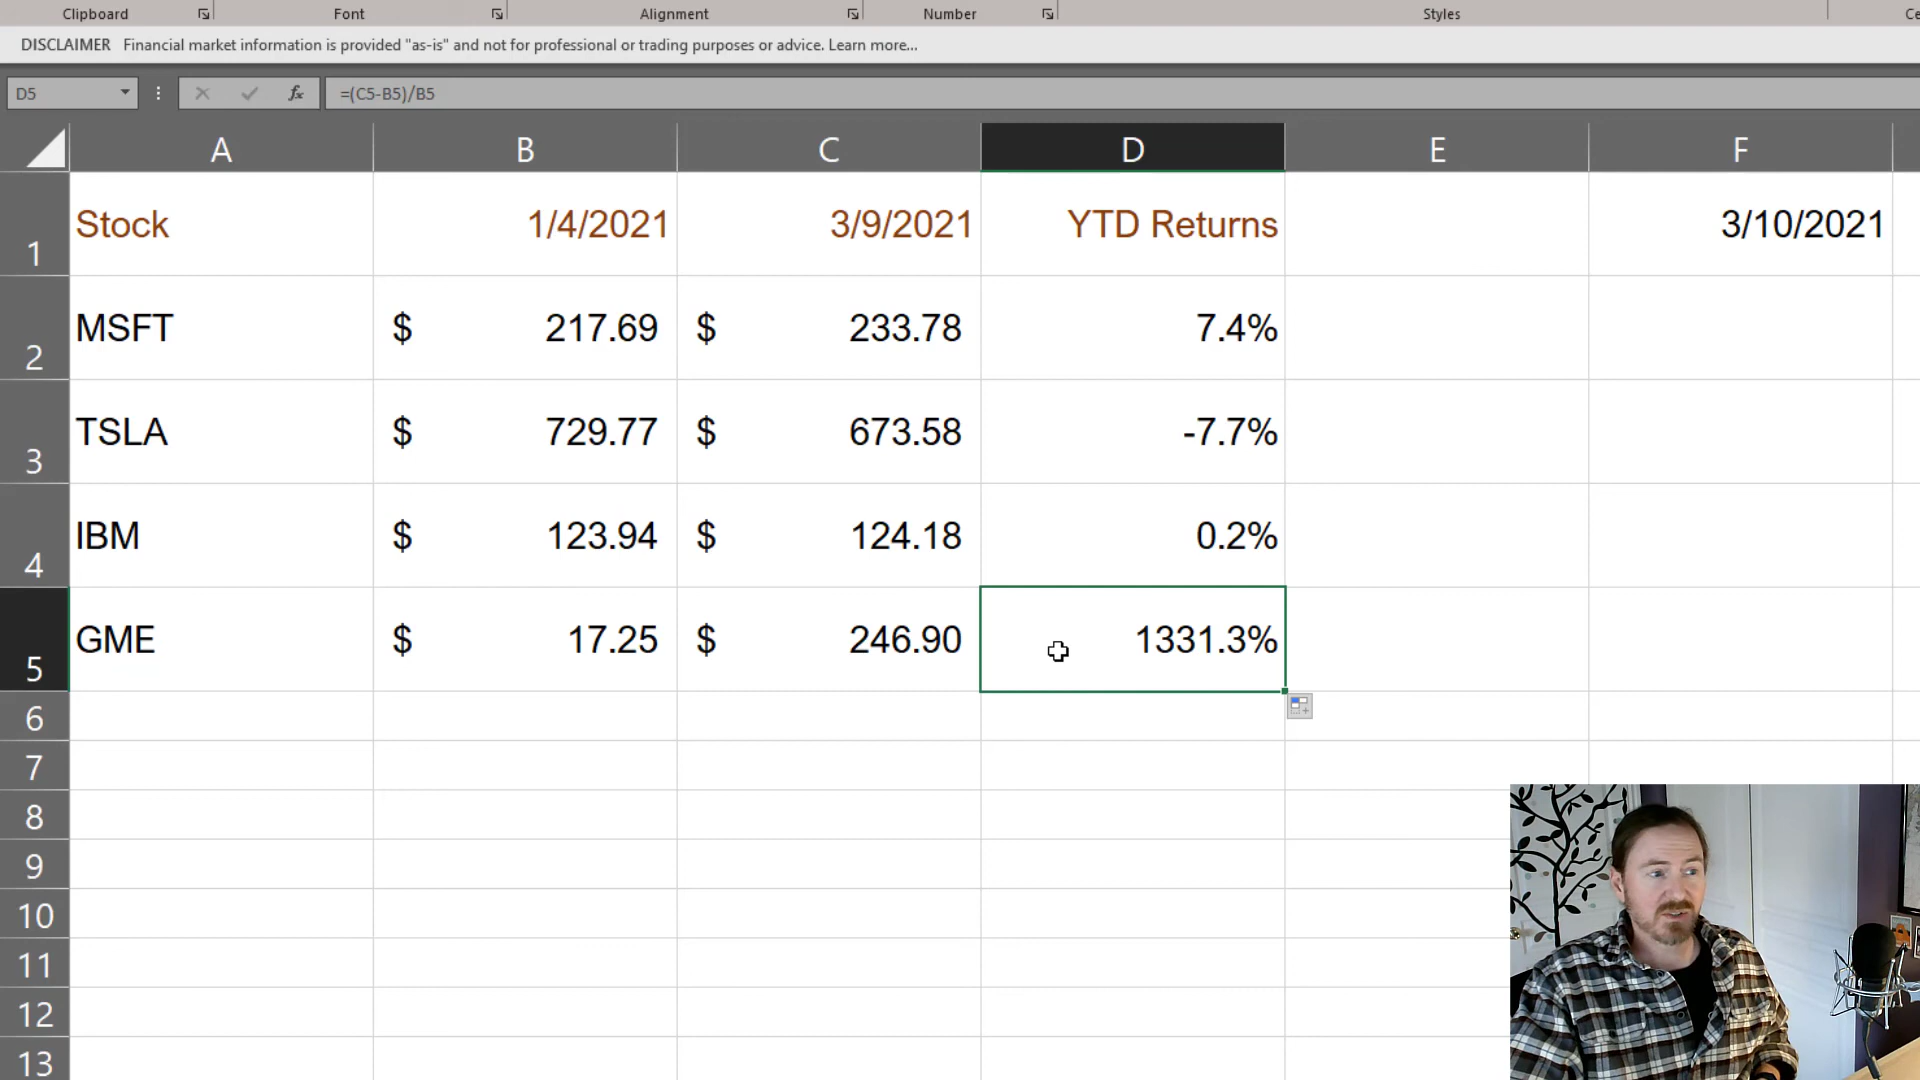 Clipboard Font Alignment Number Styles Ce
DISCLAIMER Financial market information is provided "as-is" and not for professional or trading purposes or advice. Learn more...
D5 fx =(C5-B5)/B5
A B C D E F
1 Stock 1/4/2021 3/9/2021 YTD Returns 3/10/2021
2 MSFT $ 217.69 $ 233.78 7.4%
3 TSLA $ 729.77 $ 673.58 -7.7%
4 IBM $ 123.94 $ 124.18 0.2%
5 GME $ 17.25 $ 246.90 1331.3%
6
7
8
9
10
11
12
13